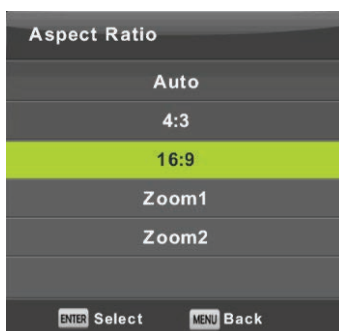 Aspect Ratio
Auto
4:3
16:9
Zoom1
Zoom2
ENTER Select MENU Back